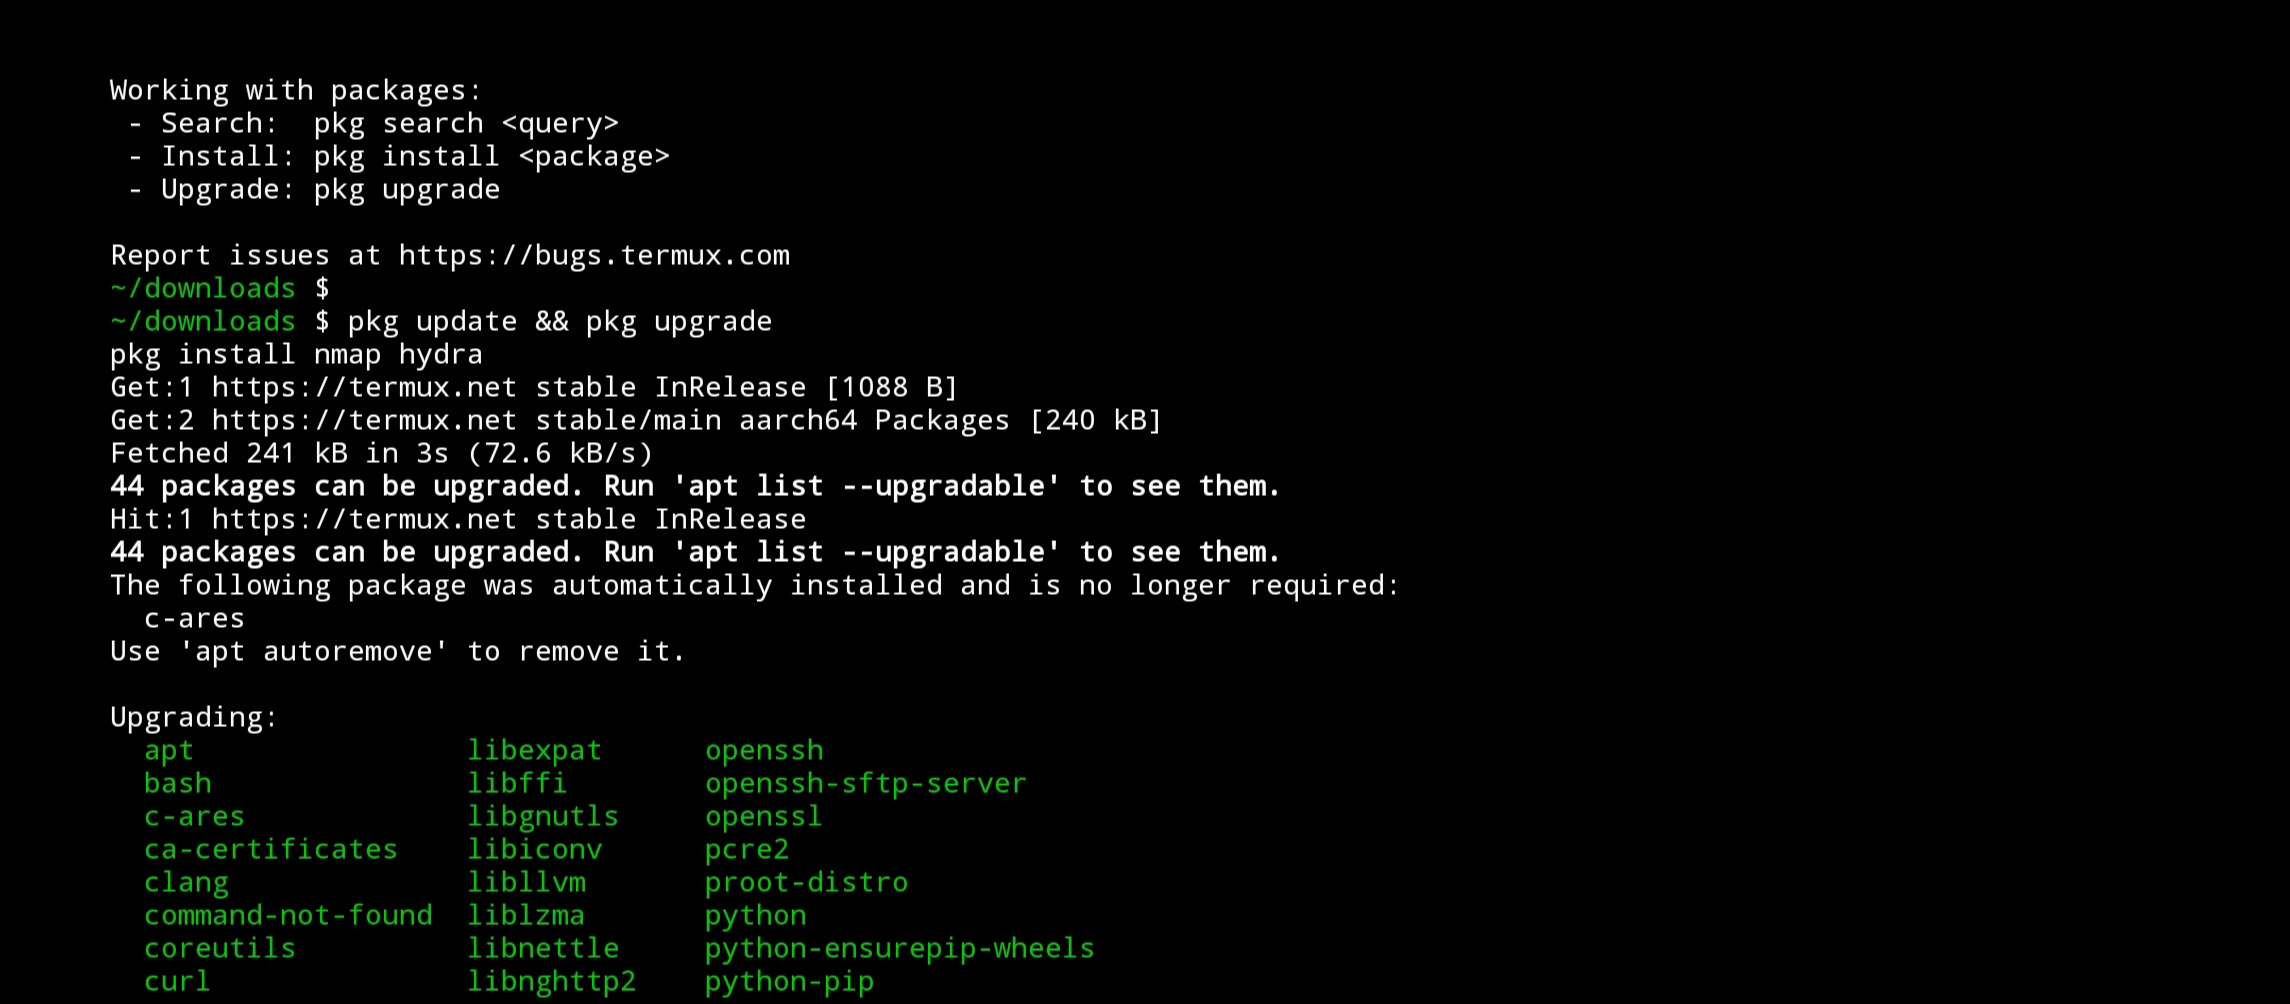 Working with packages:
 - Search:  pkg search <query>
 - Install: pkg install <package>
 - Upgrade: pkg upgrade

Report issues at https://bugs.termux.com
~/downloads $
~/downloads $ pkg update && pkg upgrade
pkg install nmap hydra
Get:1 https://termux.net stable InRelease [1088 B]
Get:2 https://termux.net stable/main aarch64 Packages [240 kB]
Fetched 241 kB in 3s (72.6 kB/s)
44 packages can be upgraded. Run 'apt list --upgradable' to see them.
Hit:1 https://termux.net stable InRelease
44 packages can be upgraded. Run 'apt list --upgradable' to see them.
The following package was automatically installed and is no longer required:
  c-ares
Use 'apt autoremove' to remove it.

Upgrading:
  apt                libexpat      openssh
  bash               libffi        openssh-sftp-server
  c-ares             libgnutls     openssl
  ca-certificates    libiconv      pcre2
  clang              libllvm       proot-distro
  command-not-found  liblzma       python
  coreutils          libnettle     python-ensurepip-wheels
  curl               libnghttp2    python-pip